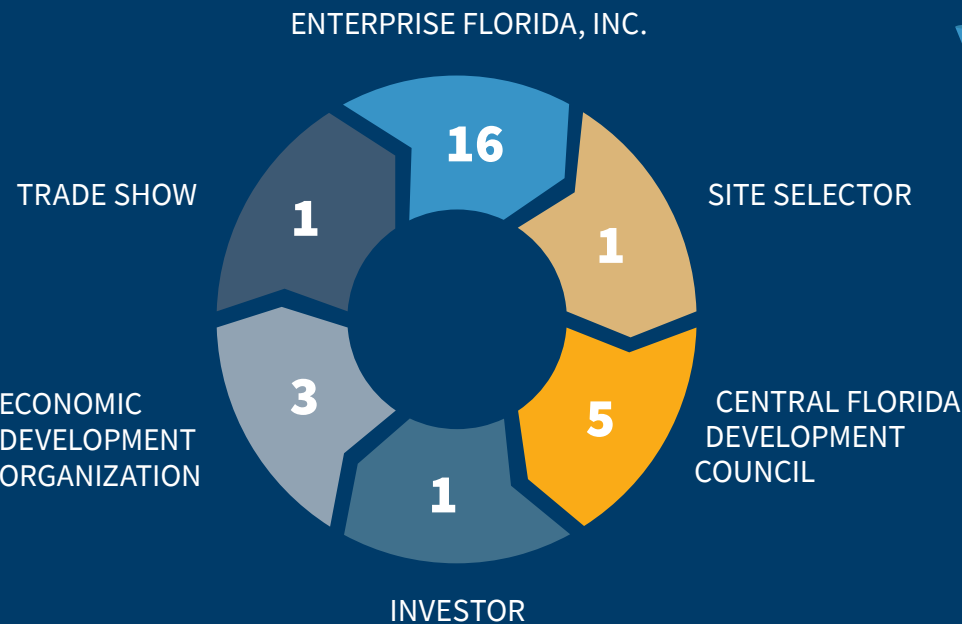 ENTERPRISE FLORIDA, INC.
16
TRADE SHOW
1
SITE SELECTOR
1
ECONOMIC
DEVELOPMENT
ORGANIZATION
3
CENTRAL FLORIDA
DEVELOPMENT
COUNCIL
5
1
INVESTOR